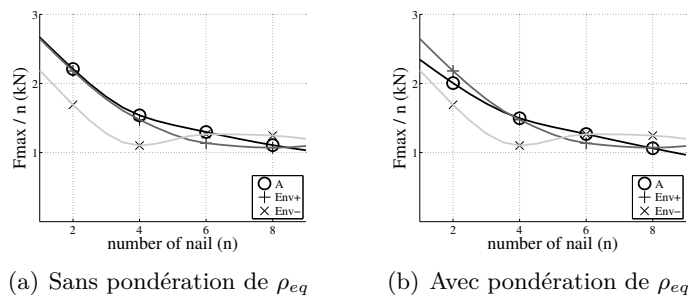 3
2
1
Fmax / n (kN)
2
4
6
8
number of nail (n)
A
Env+
Env−
(a) Sans pondération de ρeq
3
2
1
Fmax / n (kN)
2
4
6
8
number of nail (n)
A
Env+
Env−
(b) Avec pondération de ρeq